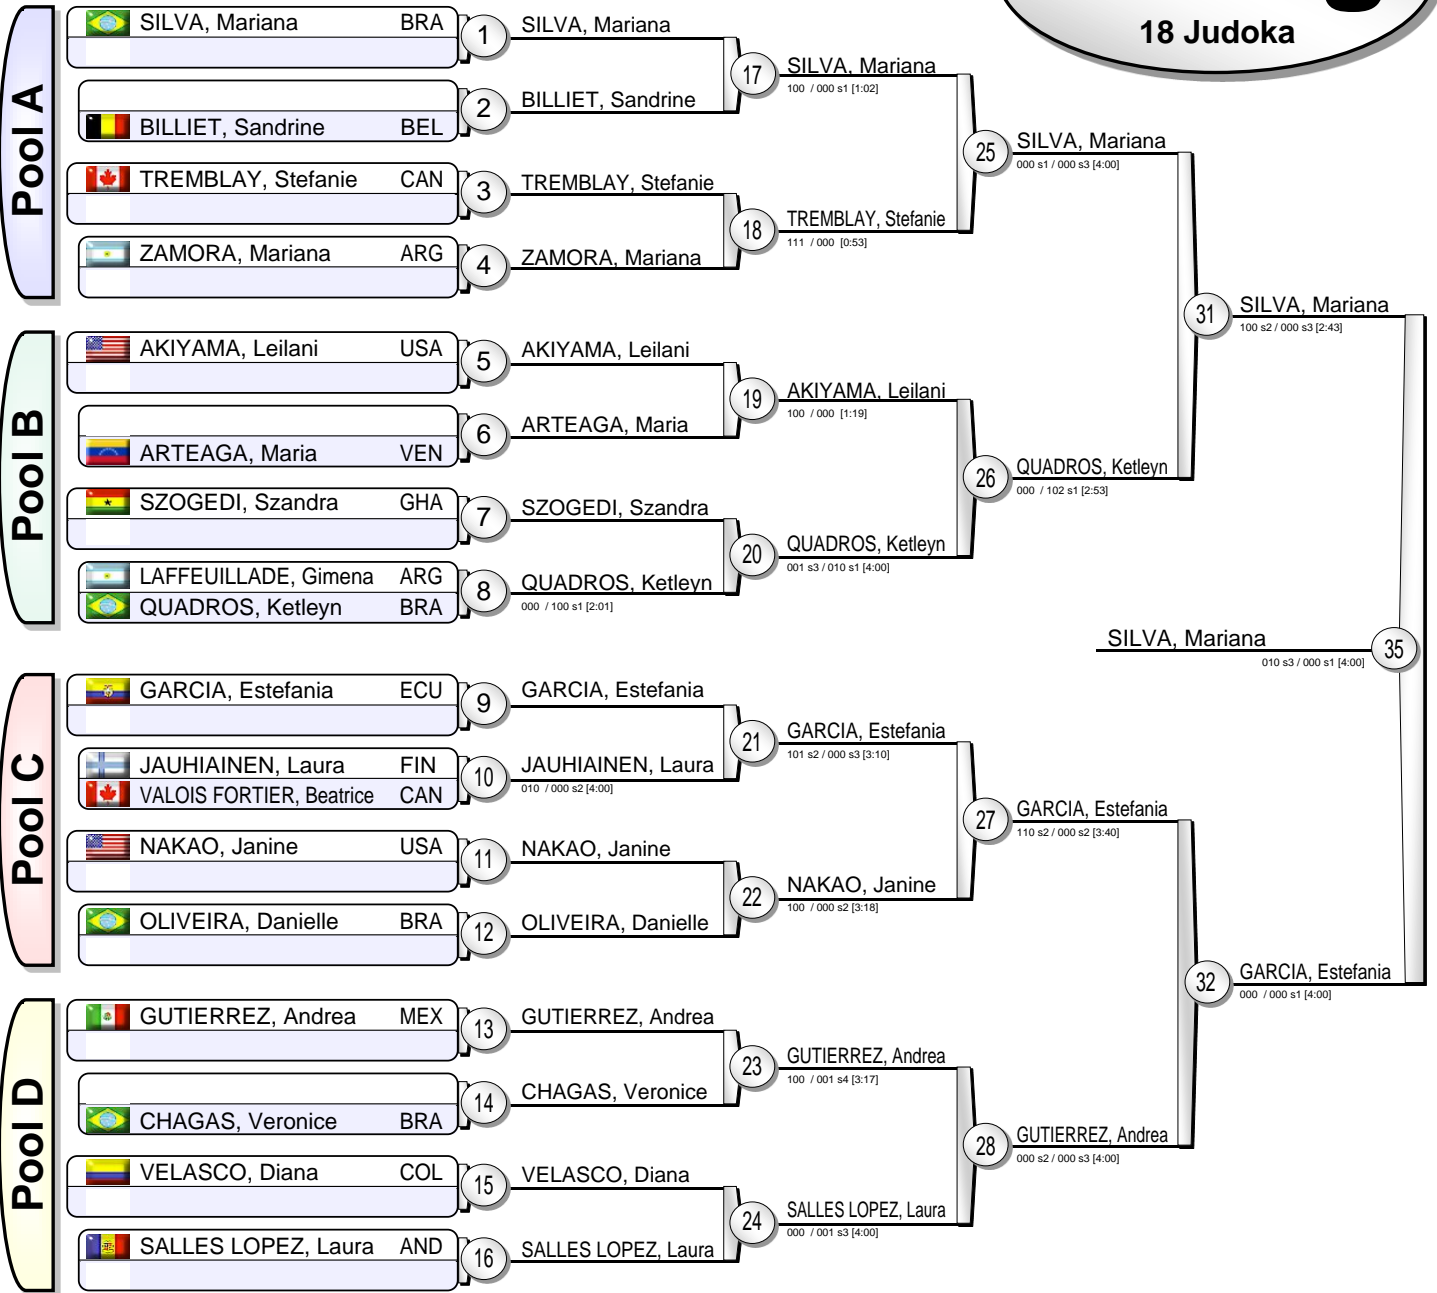 18 Judoka
Pool A
SILVA, Mariana BRA
1
SILVA, Mariana
2
BILLIET, Sandrine BEL
BILLIET, Sandrine
17
SILVA, Mariana
100 / 000 s1 [1:02]
TREMBLAY, Stefanie CAN
3
TREMBLAY, Stefanie
ZAMORA, Mariana ARG
4
ZAMORA, Mariana
18
TREMBLAY, Stefanie
111 / 000 [0:53]
25
SILVA, Mariana
000 s1 / 000 s3 [4:00]
Pool B
AKIYAMA, Leilani USA
5
AKIYAMA, Leilani
6
ARTEAGA, Maria VEN
ARTEAGA, Maria
19
AKIYAMA, Leilani
100 / 000 [1:19]
SZOGEDI, Szandra GHA
7
SZOGEDI, Szandra
LAFFEUILLADE, Gimena ARG
8
QUADROS, Ketleyn BRA
QUADROS, Ketleyn
000 / 100 s1 [2:01]
20
QUADROS, Ketleyn
001 s3 / 010 s1 [4:00]
26
QUADROS, Ketleyn
000 / 102 s1 [2:53]
31
SILVA, Mariana
100 s2 / 000 s3 [2:43]
SILVA, Mariana
35
010 s3 / 000 s1 [4:00]
Pool C
GARCIA, Estefania ECU
9
GARCIA, Estefania
JAUHIAINEN, Laura FIN
10
VALOIS FORTIER, Beatrice CAN
JAUHIAINEN, Laura
010 / 000 s2 [4:00]
21
GARCIA, Estefania
101 s2 / 000 s3 [3:10]
NAKAO, Janine USA
11
NAKAO, Janine
OLIVEIRA, Danielle BRA
12
OLIVEIRA, Danielle
22
NAKAO, Janine
100 / 000 s2 [3:18]
27
GARCIA, Estefania
110 s2 / 000 s2 [3:40]
Pool D
GUTIERREZ, Andrea MEX
13
GUTIERREZ, Andrea
14
CHAGAS, Veronice BRA
CHAGAS, Veronice
23
GUTIERREZ, Andrea
100 / 001 s4 [3:17]
VELASCO, Diana COL
15
VELASCO, Diana
SALLES LOPEZ, Laura AND
16
SALLES LOPEZ, Laura
24
SALLES LOPEZ, Laura
000 / 001 s3 [4:00]
28
GUTIERREZ, Andrea
000 s2 / 000 s3 [4:00]
32
GARCIA, Estefania
000 / 000 s1 [4:00]